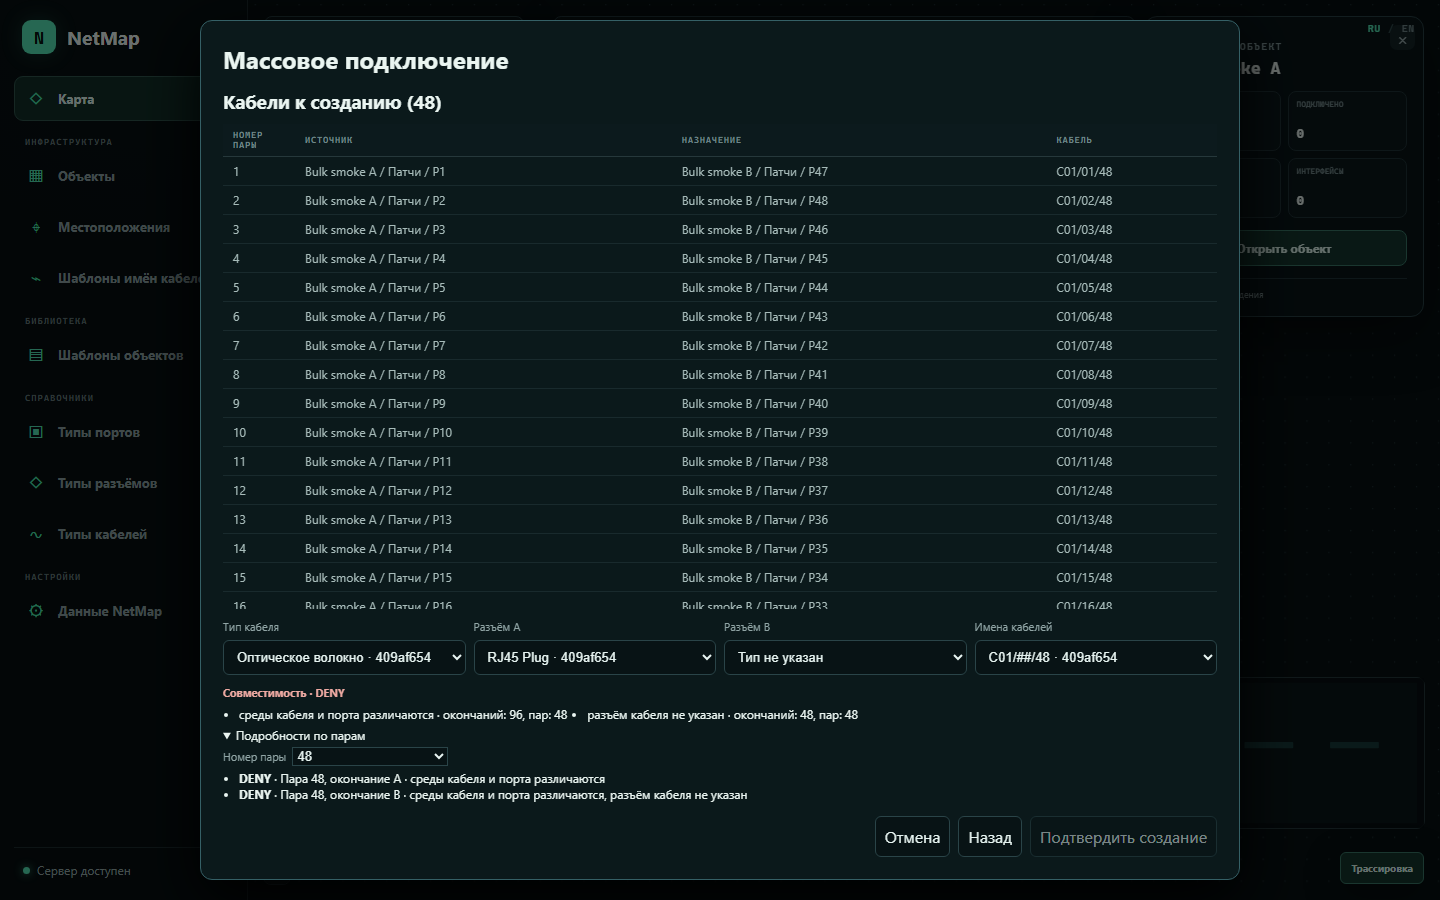 N NetMap
Карта
ИНФРАСТРУКТУРА
Объекты
Местоположения
Шаблоны имён кабел
БИБЛИОТЕКА
Шаблоны объектов
СПРАВОЧНИКИ
Типы портов
Типы разъёмов
Типы кабелей
НАСТРОЙКИ
Данные NetMap
Сервер доступен
Массовое подключение
Кабели к созданию (48)
НОМЕР ПАРЫ ИСТОЧНИК НАЗНАЧЕНИЕ КАБЕЛЬ
1 Bulk smoke A / Патчи / P1 Bulk smoke B / Патчи / P47 C01/01/48
2 Bulk smoke A / Патчи / P2 Bulk smoke B / Патчи / P48 C01/02/48
3 Bulk smoke A / Патчи / P3 Bulk smoke B / Патчи / P46 C01/03/48
4 Bulk smoke A / Патчи / P4 Bulk smoke B / Патчи / P45 C01/04/48
5 Bulk smoke A / Патчи / P5 Bulk smoke B / Патчи / P44 C01/05/48
6 Bulk smoke A / Патчи / P6 Bulk smoke B / Патчи / P43 C01/06/48
7 Bulk smoke A / Патчи / P7 Bulk smoke B / Патчи / P42 C01/07/48
8 Bulk smoke A / Патчи / P8 Bulk smoke B / Патчи / P41 C01/08/48
9 Bulk smoke A / Патчи / P9 Bulk smoke B / Патчи / P40 C01/09/48
10 Bulk smoke A / Патчи / P10 Bulk smoke B / Патчи / P39 C01/10/48
11 Bulk smoke A / Патчи / P11 Bulk smoke B / Патчи / P38 C01/11/48
12 Bulk smoke A / Патчи / P12 Bulk smoke B / Патчи / P37 C01/12/48
13 Bulk smoke A / Патчи / P13 Bulk smoke B / Патчи / P36 C01/13/48
14 Bulk smoke A / Патчи / P14 Bulk smoke B / Патчи / P35 C01/14/48
15 Bulk smoke A / Патчи / P15 Bulk smoke B / Патчи / P34 C01/15/48
16 Bulk smoke A / Патчи / P16 Bulk smoke B / Патчи / P33 C01/16/48
Тип кабеля Разъём A Разъём B Имена кабелей
Оптическое волокно · 409af654 RJ45 Plug · 409af654 Тип не указан C01/##/48 · 409af654
Совместимость · DENY
• среды кабеля и порта различаются · окончаний: 96, пар: 48 • разъём кабеля не указан · окончаний: 48, пар: 48
▼ Подробности по парам
Номер пары 48
• DENY · Пара 48, окончание A · среды кабеля и порта различаются
• DENY · Пара 48, окончание B · среды кабеля и порта различаются, разъём кабеля не указан
Отмена Назад Подтвердить создание
RU / EN
ОБЪЕКТ ×
ke A
ПОДКЛЮЧЕНО
0
ИНТЕРФЕЙСЫ
0
Открыть объект
Трассировка